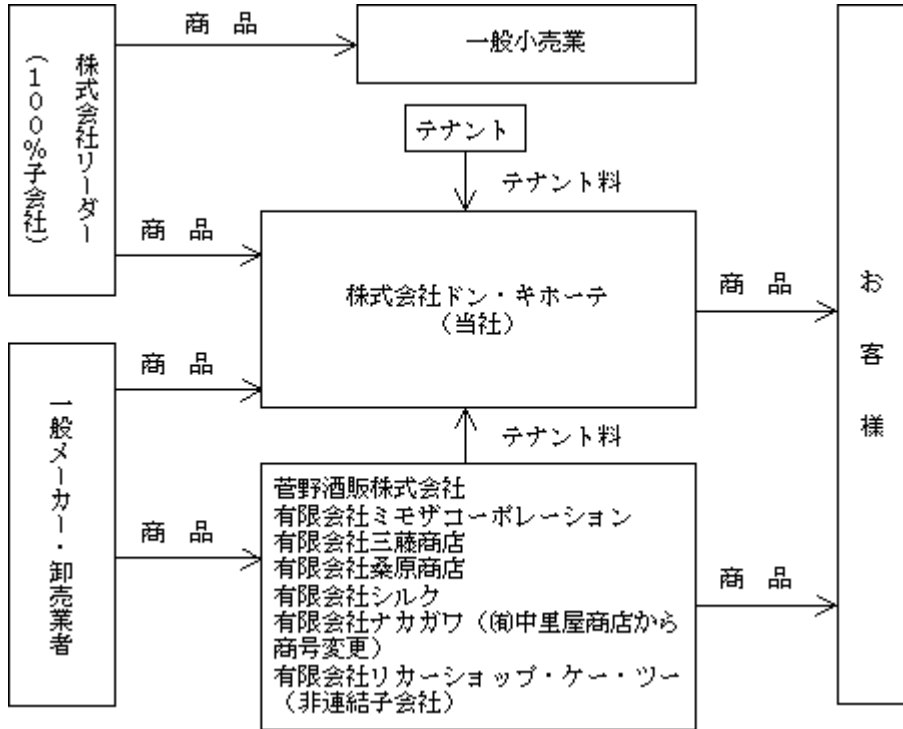 商　品
一般小売業
株式会社リーダー
（１００％子会社）
テナント
テナント料
商　品
株式会社ドン・キホーテ
（当社）
商　品
お客様
商　品
一般メーカー・卸売業者
テナント料
商　品
菅野酒販株式会社
有限会社ミモザコーポレーション
有限会社三藤商店
有限会社桑原商店
有限会社シルク
有限会社ナカガワ（㈲中里屋商店から
商号変更）
有限会社リカーショップ・ケー・ツー
（非連結子会社）
商　品